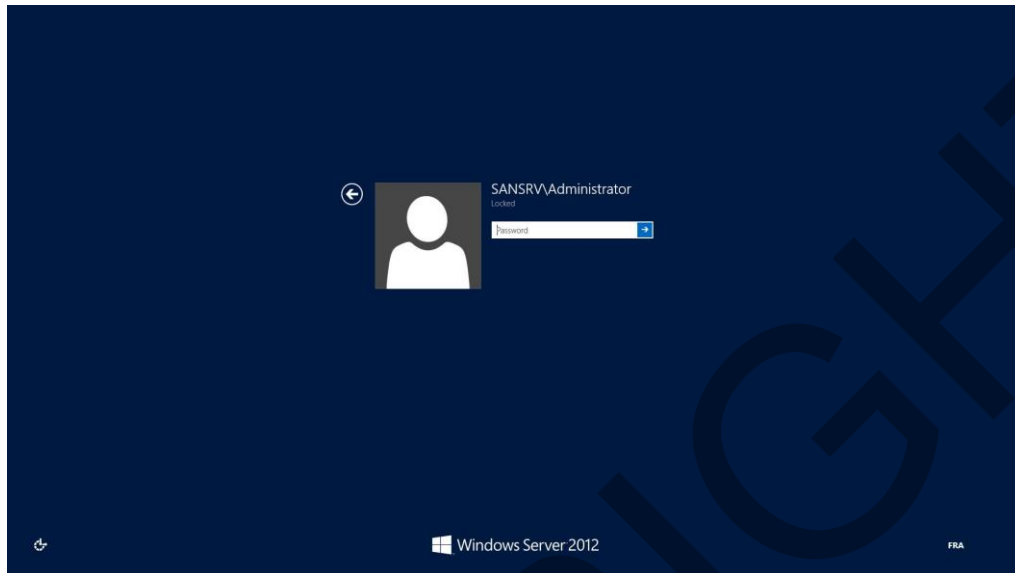 SANSRV\Administrator
Locked
Password
Windows Server 2012
FRA